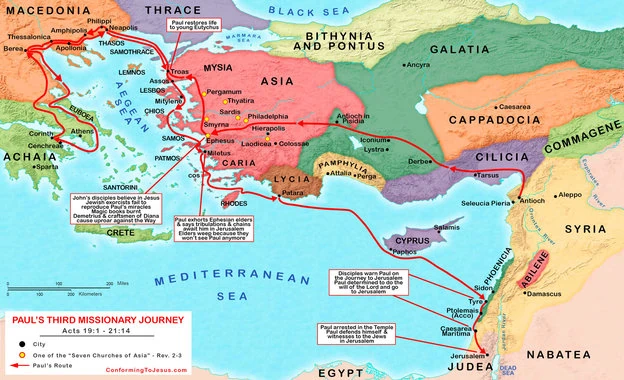 MACEDONIA
THRACE
BLACK SEA
Philippi
Neapolis
Amphipolis
Thessalonica
Apollonia
Berea
THASOS
SAMOTHRACE
Paul restores life
to young Eutychus
MARMARA
SEA
BITHYNIA
AND PONTUS
GALATIA
Ancyra
LEMNOS
Troas
Assos
MYSIA
ASIA
LESBOS
Mitylene
Pergamum
Thyatira
CHIOS
AEGEAN
SEA
EUBOEA
Sardis
Smyrna
Philadelphia
Antioch in
Pisidia
Caesarea
CAPPADOCIA
COMMAGENE
Corinth
Athens
Cenchreae
ACHAIA
Sparta
SAMOS
Ephesus
Hierapolis
Laodicea
Colossae
Iconium
Lystra
Derbe
CILICIA
Tarsus
PATMOS
Miletus
CARIA
COS
LYCIA
Patara
PAMPHYLIA
Attalia
Perga
Seleucia Pieria
Antioch
Aleppo
SANTORINI
RHODES
Orontes River
SYRIA
John's disciples believe in Jesus
Jewish exorcists fail to
reproduce Paul's miracles
Magic books burnt
Demetrius & craftsmen of Diana
cause uproar against the Way
Paul exhorts Ephesian elders
& says tribulations & chains
await him in Jerusalem
Elders weep because they
won't see Paul anymore
CRETE
CYPRUS
Salamis
Paphos
MEDITERRANEAN
SEA
PHOENICIA
ABILENE
Disciples warn Paul on
the Journey to Jerusalem
Paul determined to do
the will of the Lord and go
to Jerusalem
Sidon
Tyre
Damascus
Ptolemais
(Acco)
Caesarea
Maritima
Jordan River
Paul arrested in the Temple
Paul defends himself &
witnesses to the Jews
in Jerusalem
Jerusalem
JUDEA
DEAD
SEA
NABATEA
EGYPT
0 100 200
miles
0 100 200
Kilometers
PAUL'S THIRD MISSIONARY JOURNEY
Acts 19:1 - 21:14
City
One of the "Seven Churches of Asia" - Rev. 2-3
Paul's Route
ConformingToJesus.com